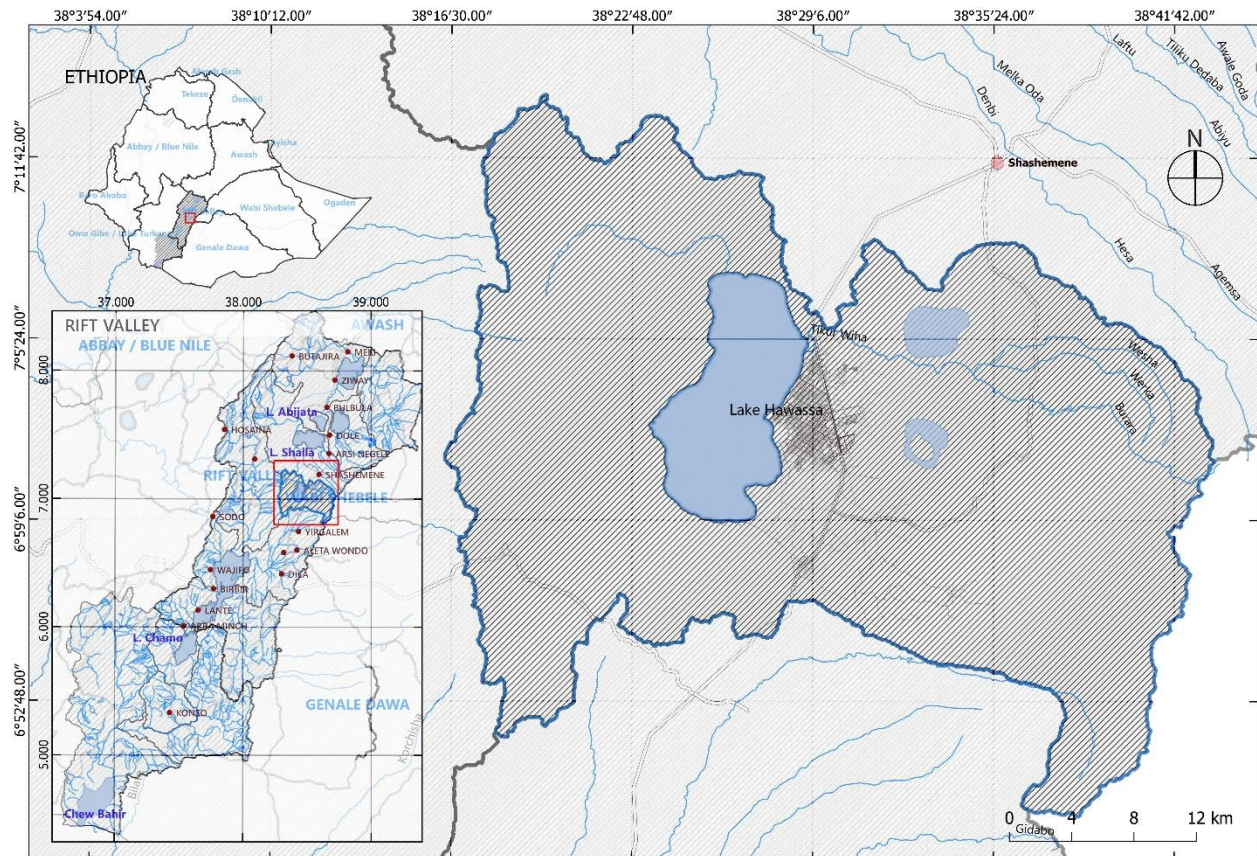 38°3′54.00″ 38°10′12.00″ 38°16′30.00″ 38°22′48.00″ 38°29′6.00″ 38°35′24.00″ 38°41′42.00″
7°11′42.00″
7°5′24.00″
6°59′6.00″
6°52′48.00″
ETHIOPIA
Tekeze
Denakil
Abbay / Blue Nile
Awash
Baro Akobo
Wabi Shebele
Ogaden
Omo Gibe / Lake Turkana
Genale Dawa
37.000 38.000 39.000
8.000
7.000
6.000
5.000
RIFT VALLEY
AWASH
ABBAY / BLUE NILE
BUTAJIRA
MEKI
ZIWAY
L. Abijata
BULBULA
HOSAINA
DOLE
L. Shalla
ARSI NEGELE
RIFT VALLEY
SHASHEMENE
WABI SHEBELE
SODO
YIRGALEM
ALETA WONDO
WAJIFO
DILA
BIRBIR
LANTE
ARBA MINCH
L. Chamo
KONSO
GENALE DAWA
Korchisha
Chew Bahir
Laftu
Tiliku Dedaba
Awale Goda
Melka Oda
Denbi
Abiyu
Shashemene
N
Hesa
Agemsa
Tikur Wiha
Wesha
Werka
Burara
Lake Hawassa
0 4 8 12 km
Gidabo